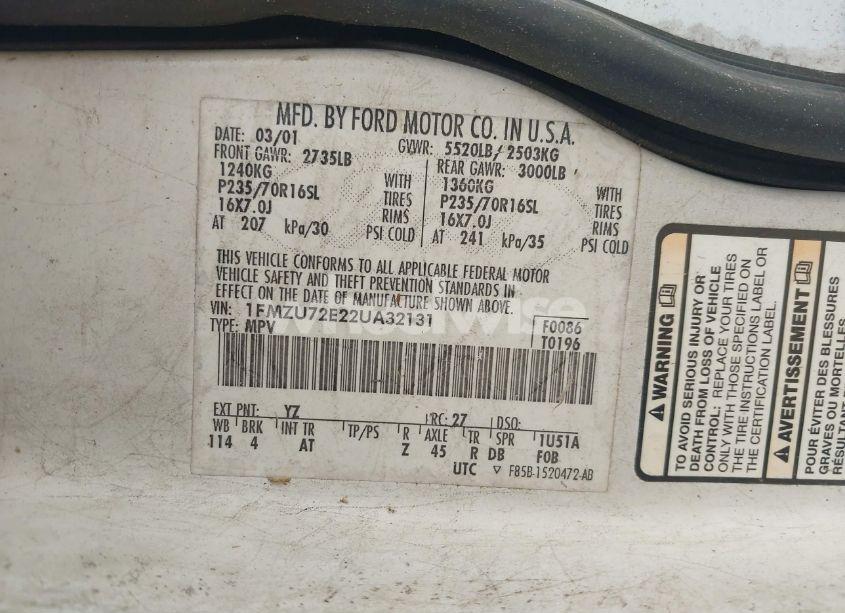 MFD. BY FORD MOTOR CO. IN U.S.A.
DATE: 03/01 GVWR: 5520LB/ 2503KG
FRONT GAWR: 2735LB REAR GAWR: 3000LB
1240KG WITH 1360KG WITH
P235/70R16SL TIRES P235/70R16SL TIRES
16X7.0J RIMS 16X7.0J RIMS
AT 207 kPa/30 PSI COLD AT 241 kPa/35 PSI COLD
THIS VEHICLE CONFORMS TO ALL APPLICABLE FEDERAL MOTOR
VEHICLE SAFETY AND THEFT PREVENTION STANDARDS IN
EFFECT ON THE DATE OF MANUFACTURE SHOWN ABOVE.
VIN: 1FMZU72E22UA32131 F0086
TYPE: MPV T0196
EXT PNT: YZ RC: 27 DSO:
WB BRK INT TR TP/PS R AXLE TR SPR 1U51A
114 4 AT Z 45 R DB F0B
UTC ▽ F85B-1520472-AB
WARNING
TO AVOID SERIOUS INJURY OR
DEATH FROM LOSS OF VEHICLE
CONTROL: REPLACE YOUR TIRES
ONLY WITH THOSE SPECIFIED ON
THE TIRE INSTRUCTIONS LABEL OR
THE CERTIFICATION LABEL.
AVERTISSEMENT
POUR ÉVITER DES BLESSURES
GRAVES OU MORTELLES